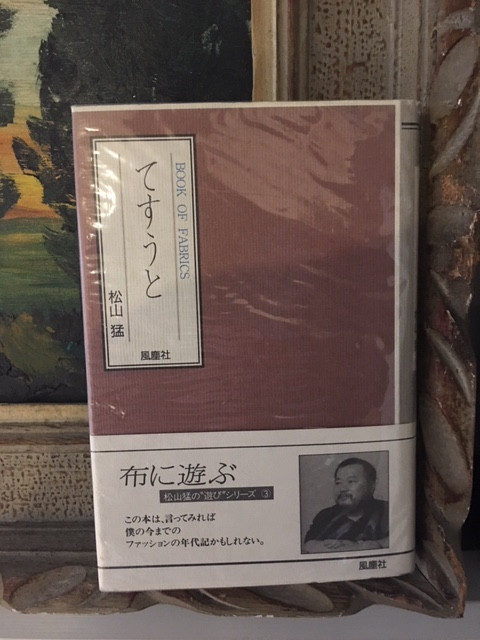 BOOK OF FABRICS
てすうと
松山 猛
風塵社
布に遊ぶ
松山猛の"遊び"シリーズ ③
この本は、言ってみれば
僕の今までの
ファッションの年代記かもしれない。
風塵社